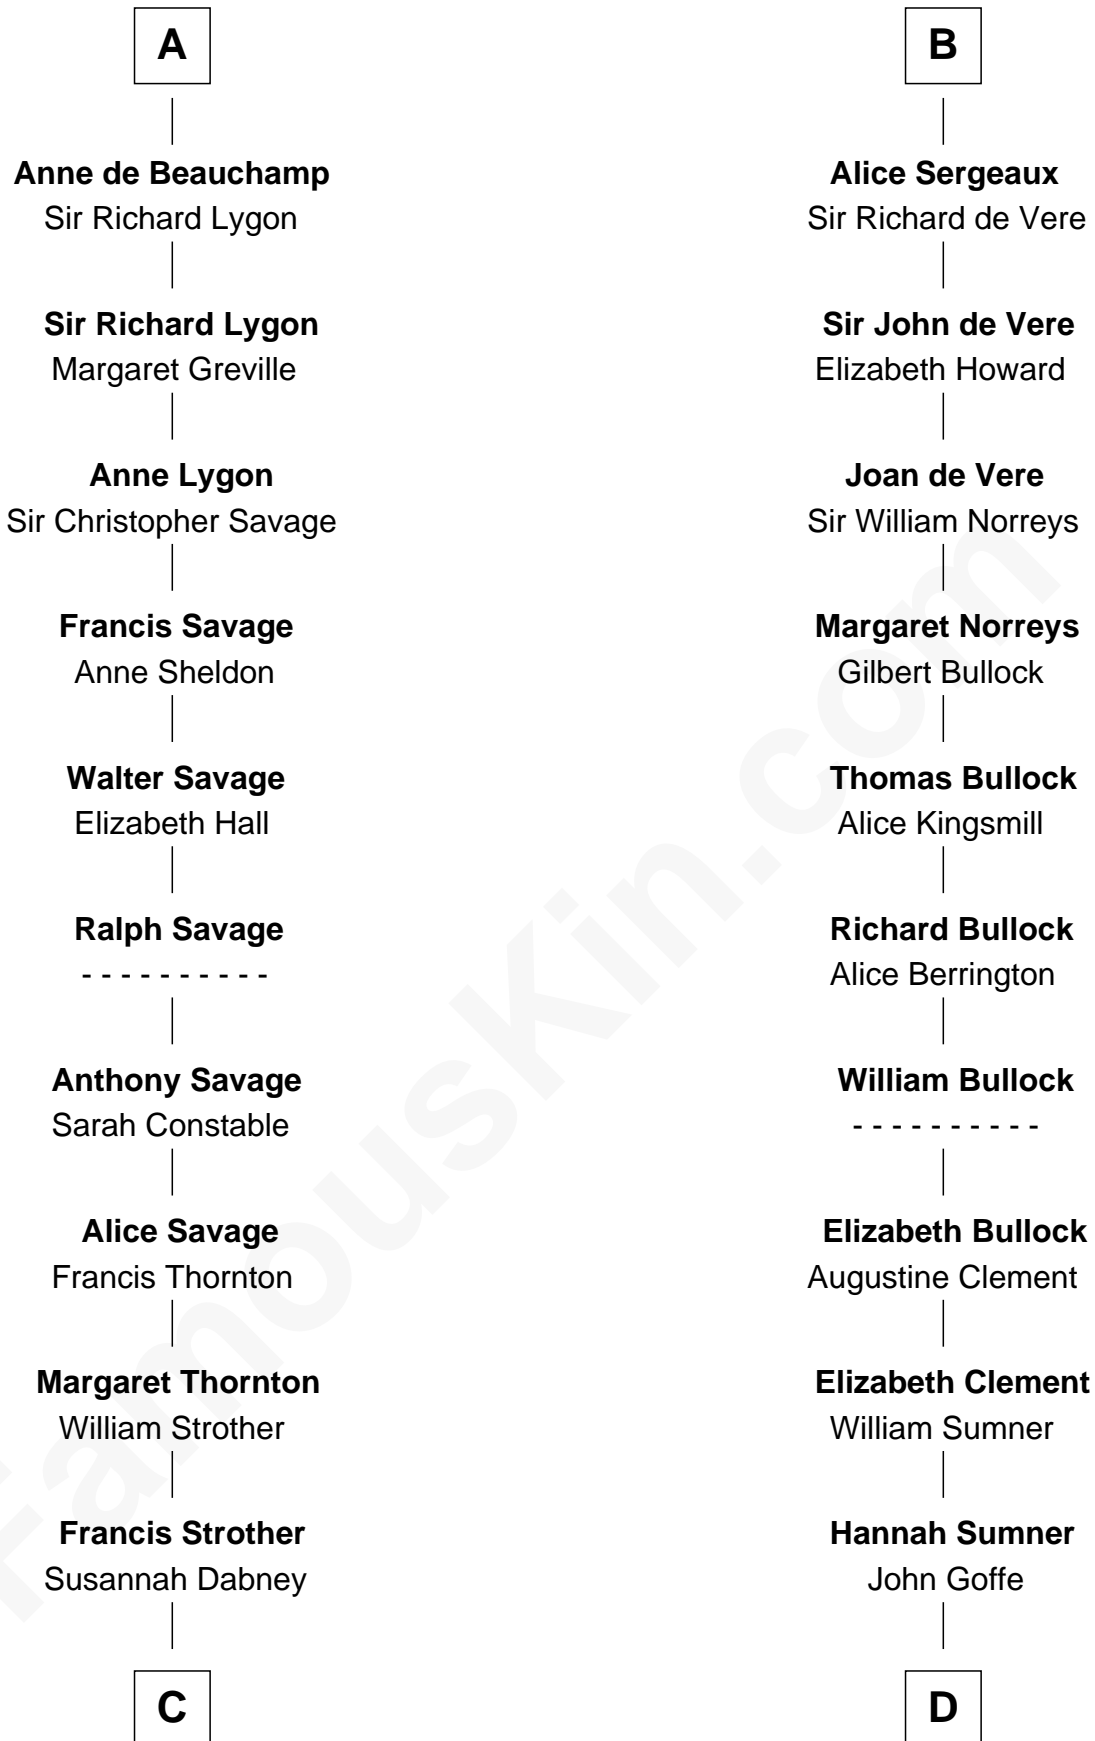 A
Anne de Beauchamp
Sir Richard Lygon
Sir Richard Lygon
Margaret Greville
Anne Lygon
Sir Christopher Savage
Francis Savage
Anne Sheldon
Walter Savage
Elizabeth Hall
Ralph Savage
- - - - - - - - - -
Anthony Savage
Sarah Constable
Alice Savage
Francis Thornton
Margaret Thornton
William Strother
Francis Strother
Susannah Dabney
C
B
Alice Sergeaux
Sir Richard de Vere
Sir John de Vere
Elizabeth Howard
Joan de Vere
Sir William Norreys
Margaret Norreys
Gilbert Bullock
Thomas Bullock
Alice Kingsmill
Richard Bullock
Alice Berrington
William Bullock
- - - - - - - - - -
Elizabeth Bullock
Augustine Clement
Elizabeth Clement
William Sumner
Hannah Sumner
John Goffe
D
FamousKin.com